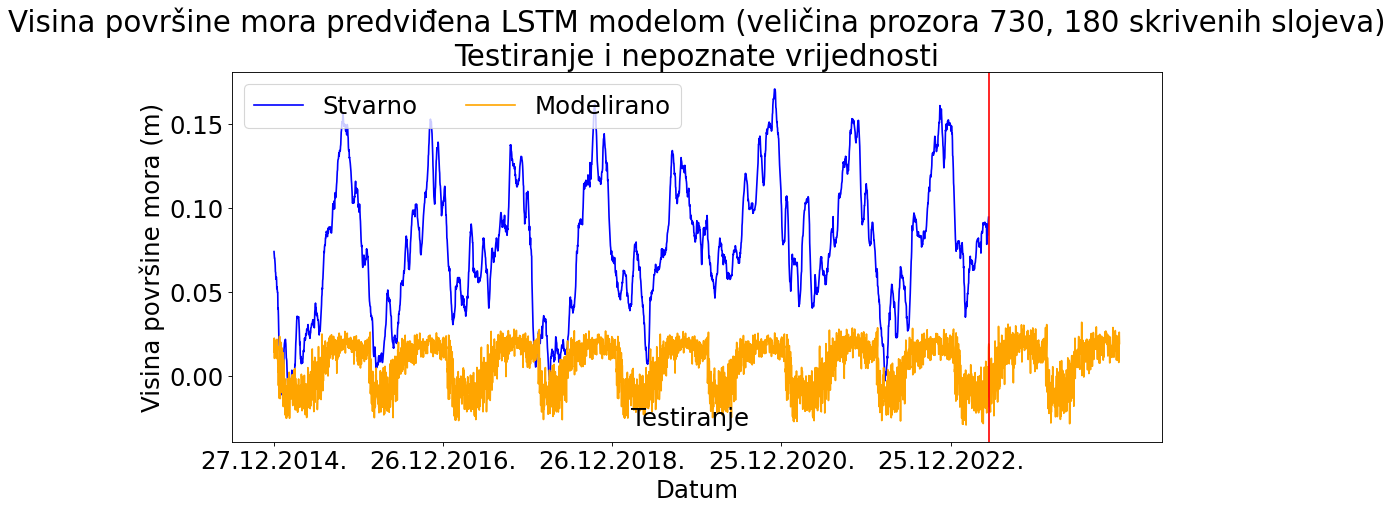 Visina površine mora predviđena LSTM modelom (veličina prozora 730, 180 skrivenih slojeva)
Testiranje i nepoznate vrijednosti
Stvarno Modelirano
Visina površine mora (m)
0.15
0.10
0.05
0.00
Testiranje
27.12.2014. 26.12.2016. 26.12.2018. 25.12.2020. 25.12.2022.
Datum